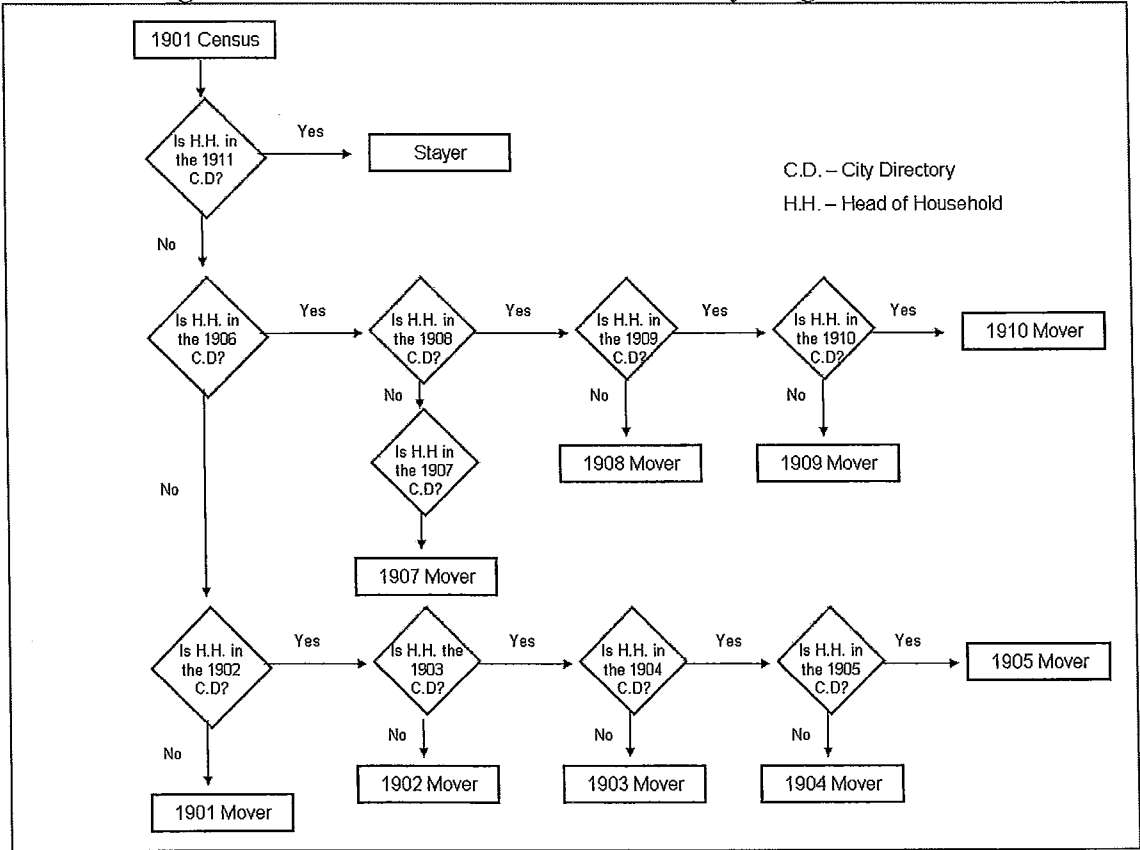 1901 Census
Is H.H. in
the 1911
C.D?
Yes
Stayer
C.D. – City Directory
H.H. – Head of Household
No
Is H.H. in
the 1906
C.D?
Yes
Is H.H. in
the 1908
C.D?
Yes
Is H.H. in
the 1909
C.D?
Yes
Is H.H. in
the 1910
C.D?
Yes
1910 Mover
No
No
No
Is H.H in
the 1907
C.D?
1908 Mover
1909 Mover
No
1907 Mover
Is H.H. in
the 1902
C.D?
Yes
Is H.H. the
1903
C.D?
Yes
Is H.H. in
the 1904
C.D?
Yes
Is H.H. in
the 1905
C.D?
Yes
1905 Mover
No
No
No
No
1902 Mover
1903 Mover
1904 Mover
1901 Mover